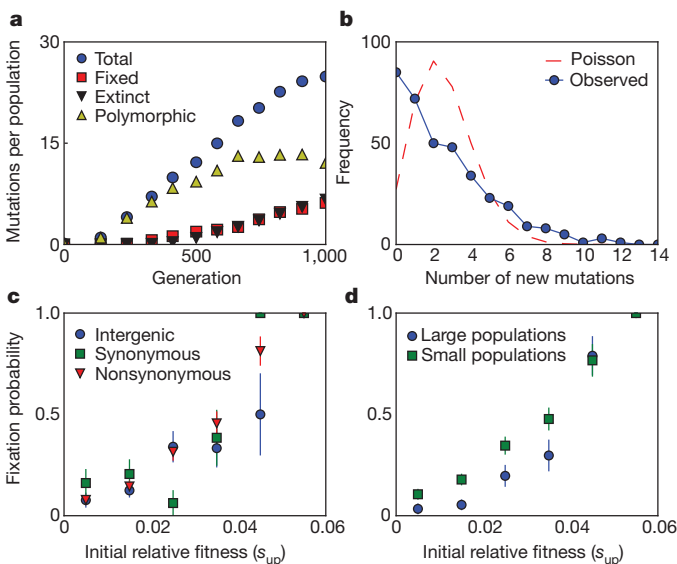 a
30
15
0
Mutations per population
Total
Fixed
Extinct
Polymorphic
0
500
1,000
Generation
b
100
50
0
Frequency
Poisson
Observed
0
2
4
6
8
10
12
14
Number of new mutations
c
1.0
0.5
0
Fixation probability
Intergenic
Synonymous
Nonsynonymous
0
0.02
0.04
0.06
Initial relative fitness (sup)
d
1.0
0.5
0
Large populations
Small populations
0
0.02
0.04
0.06
Initial relative fitness (sup)